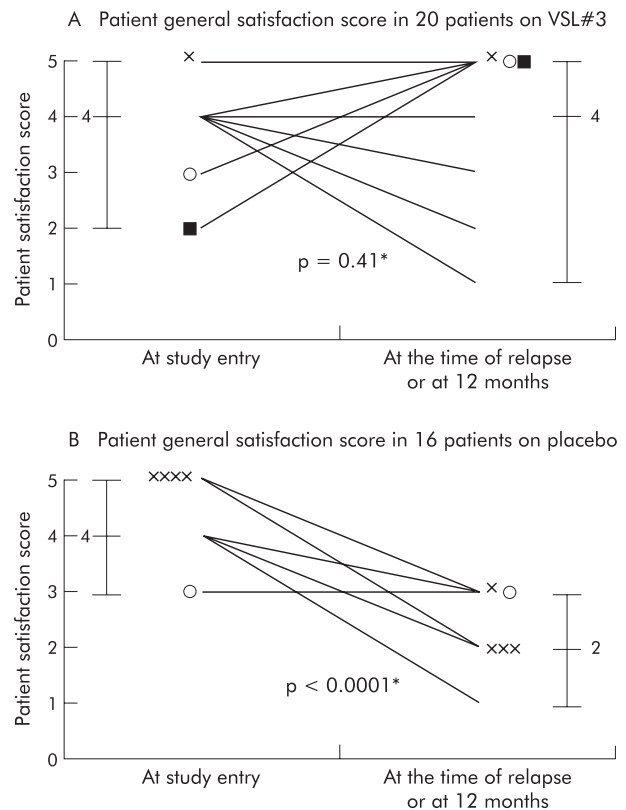 A Patient general satisfaction score in 20 patients on VSL#3
Patient satisfaction score
5
4
3
2
1
0
4
4
p = 0.41*
At study entry
At the time of relapse
or at 12 months
B Patient general satisfaction score in 16 patients on placebo
Patient satisfaction score
5
4
3
2
1
0
4
2
p < 0.0001*
At study entry
At the time of relapse
or at 12 months